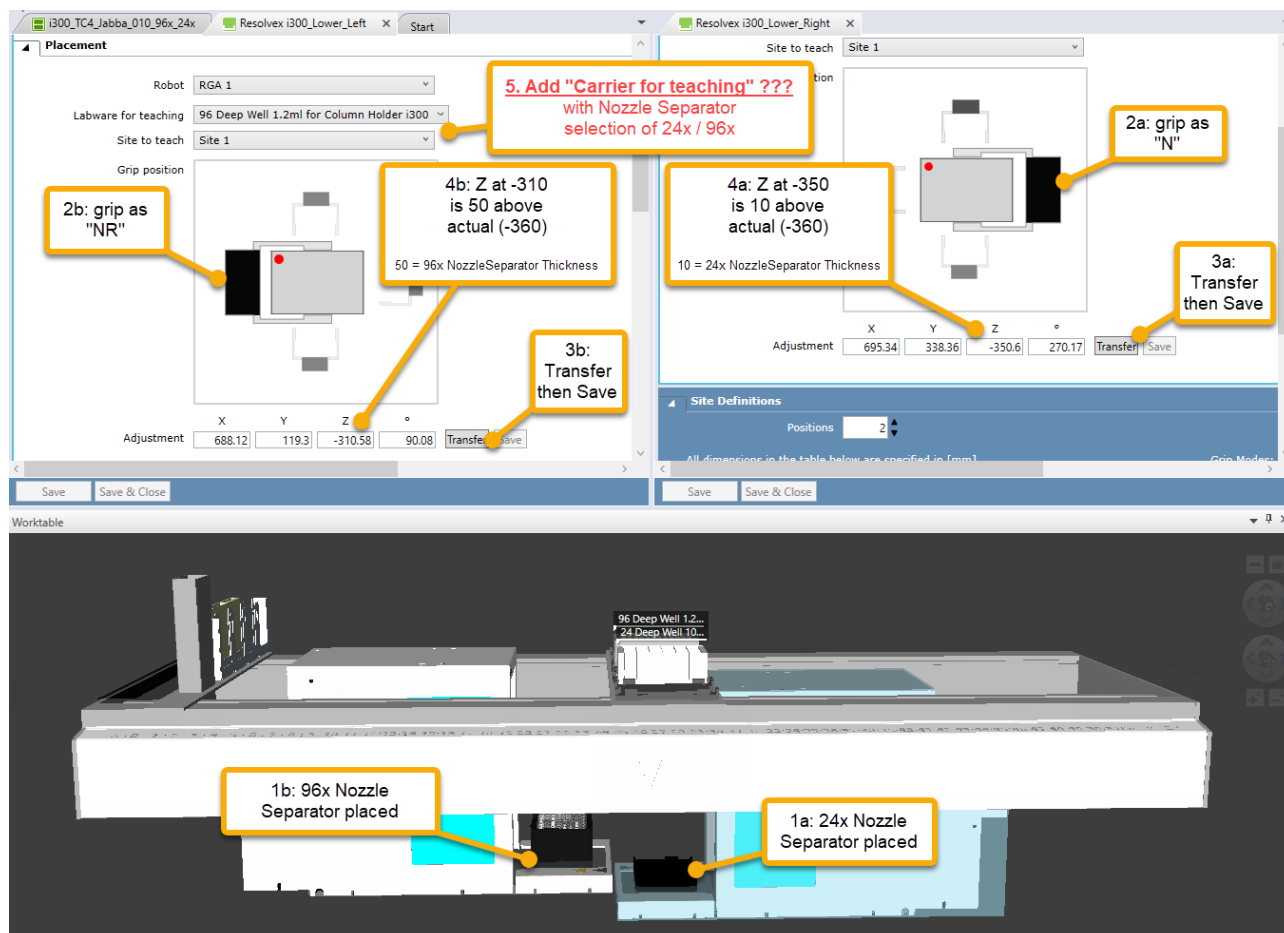 i300_TC4_Jabba_010_96x_24x
Resolvex i300_Lower_Left
Start
Placement
Robot
RGA 1
Labware for teaching
96 Deep Well 1.2ml for Column Holder i300
Site to teach
Site 1
Grip position
5. Add "Carrier for teaching" ???
with Nozzle Separator
selection of 24x / 96x
2b: grip as
"NR"
4b: Z at -310
is 50 above
actual (-360)
50 = 96x NozzleSeparator Thickness
3b:
Transfer
then Save
X Y Z °
Adjustment 688.12 119.3 -310.58 90.08 Transfer Save
Save Save & Close
Resolvex i300_Lower_Right
Site to teach
Site 1
2a: grip as
"N"
4a: Z at -350
is 10 above
actual (-360)
10 = 24x NozzleSeparator Thickness
3a:
Transfer
then Save
X Y Z °
Adjustment 695.34 338.36 -350.6 270.17 Transfer Save
Site Definitions
Positions 2
All dimensions in the table below are specified in [mm]
Grip Modes:
Save Save & Close
Worktable
96 Deep Well 1.2...
24 Deep Well 10...
1b: 96x Nozzle
Separator placed
1a: 24x Nozzle
Separator placed